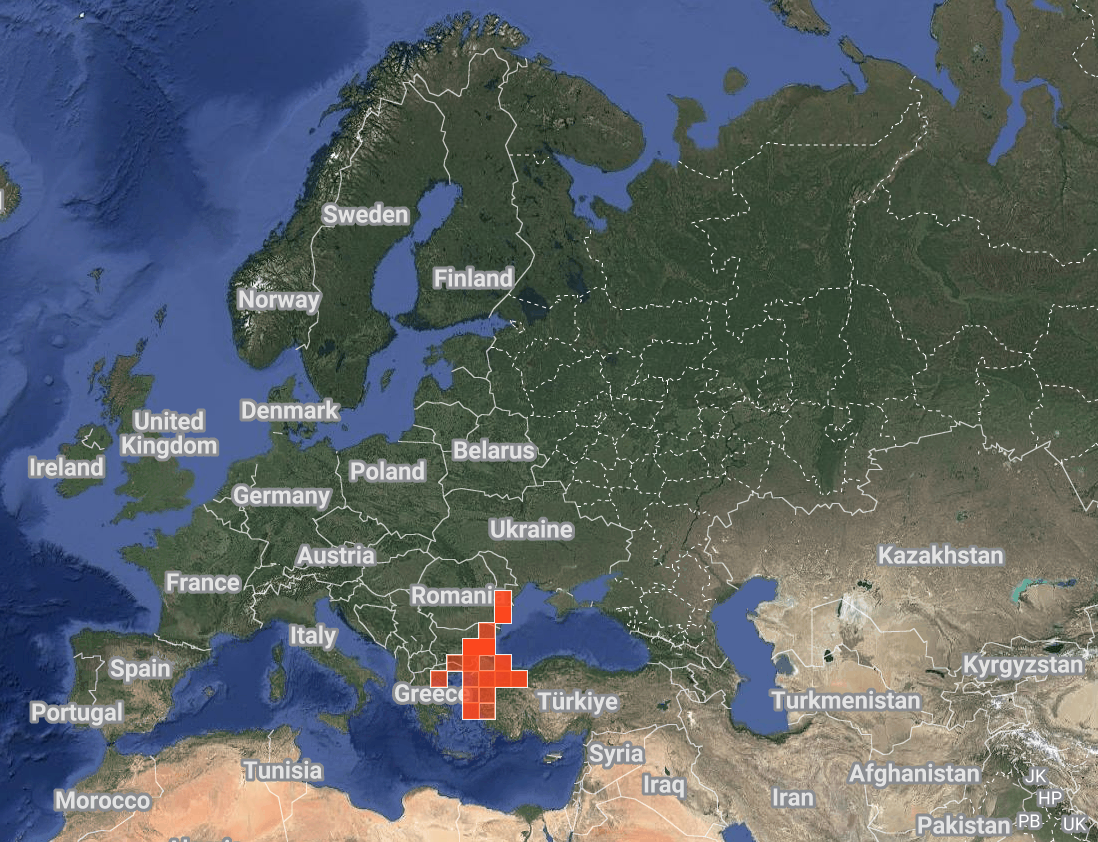 Sweden
Finland
Norway
Denmark
United
Kingdom
Ireland
Belarus
Poland
Germany
Ukraine
Austria
Kazakhstan
France
Romani
Italy
Spain
Kyrgyzstan
Greece
Türkiye
Turkmenistan
Portugal
Syria
Tunisia
Afghanistan
JK
Iraq
Iran
HP
Morocco
Pakistan
PB
UK